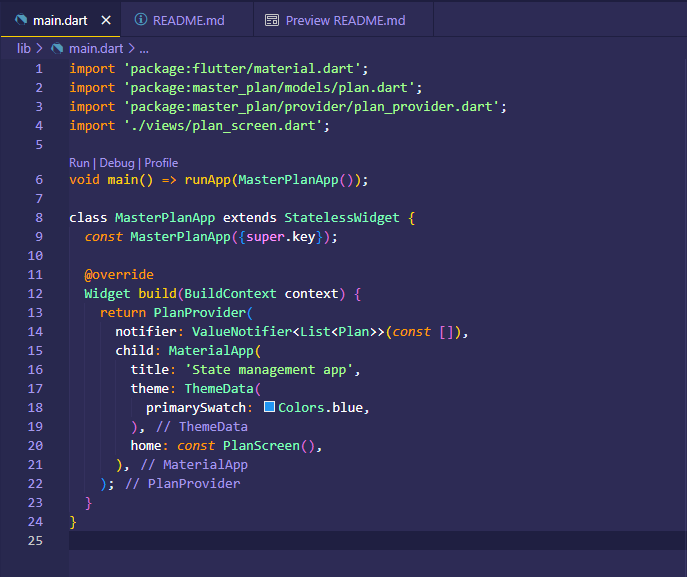 main.dart README.md Preview README.md
lib > main.dart > ...
1 import 'package:flutter/material.dart';
2 import 'package:master_plan/models/plan.dart';
3 import 'package:master_plan/provider/plan_provider.dart';
4 import './views/plan_screen.dart';
5
Run | Debug | Profile
6 void main() => runApp(MasterPlanApp());
7
8 class MasterPlanApp extends StatelessWidget {
9   const MasterPlanApp({super.key});
10
11   @override
12   Widget build(BuildContext context) {
13     return PlanProvider(
14       notifier: ValueNotifier<List<Plan>>(const []),
15       child: MaterialApp(
16         title: 'State management app',
17         theme: ThemeData(
18           primarySwatch: Colors.blue,
19         ), // ThemeData
20         home: const PlanScreen(),
21       ), // MaterialApp
22     ); // PlanProvider
23   }
24 }
25